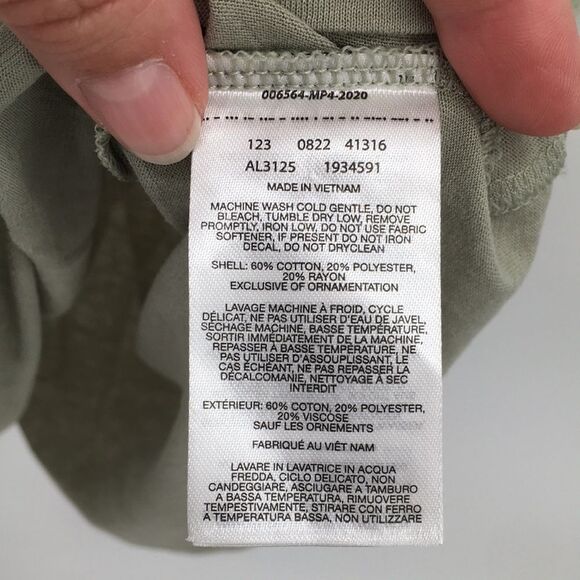 006564-MP4-2020
123 0822 41316
AL3125 1934591
MADE IN VIETNAM
MACHINE WASH COLD GENTLE, DO NOT
BLEACH, TUMBLE DRY LOW, REMOVE
PROMPTLY, IRON LOW, DO NOT USE FABRIC
SOFTENER, IF PRESENT DO NOT IRON
DECAL, DO NOT DRYCLEAN
SHELL: 60% COTTON, 20% POLYESTER,
20% RAYON
EXCLUSIVE OF ORNAMENTATION
LAVAGE MACHINE À FROID, CYCLE
DÉLICAT, NE PAS UTILISER D'EAU DE JAVEL,
SÉCHAGE MACHINE, BASSE TEMPÉRATURE,
SORTIR IMMÉDIATEMENT DE LA MACHINE,
REPASSER À BASSE TEMPÉRATURE, NE
PAS UTILISER D'ASSOUPLISSANT, LE
CAS ÉCHÉANT, NE PAS REPASSER LA
DÉCALCOMANIE, NETTOYAGE À SEC
INTERDIT
EXTÉRIEUR: 60% COTON, 20% POLYESTER,
20% VISCOSE
SAUF LES ORNEMENTS
FABRIQUÉ AU VIÊT NAM
LAVARE IN LAVATRICE IN ACQUA
FREDDA, CICLO DELICATO, NON
CANDEGGIARE, ASCIUGARE A TAMBURO
A BASSA TEMPERATURA, RIMUOVERE
TEMPESTIVAMENTE, STIRARE CON FERRO
A TEMPERATURA BASSA, NON UTILIZZARE